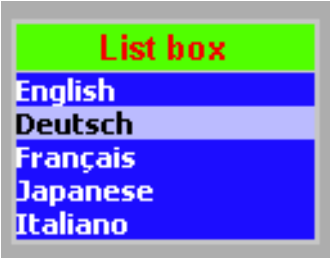 List box
English
Deutsch
Français
Japanese
Italiano